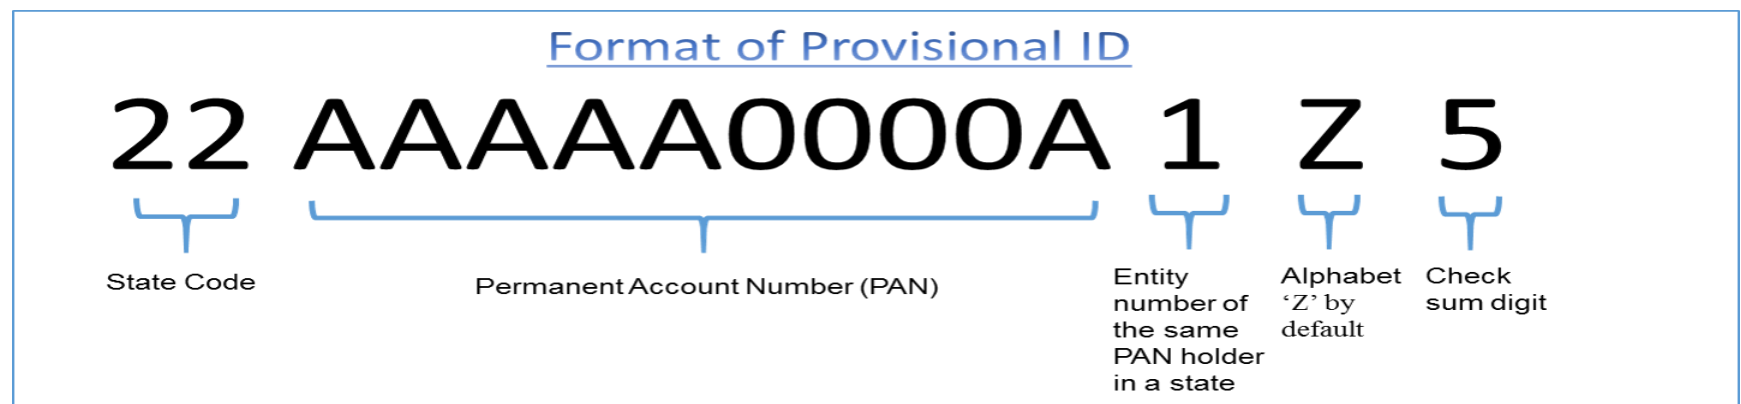 Format of Provisional ID
22 AAAAA0000A 1 Z 5
State Code
Permanent Account Number (PAN)
Entity
number of
the same
PAN holder
in a state
Alphabet
‘Z’ by
default
Check
sum digit